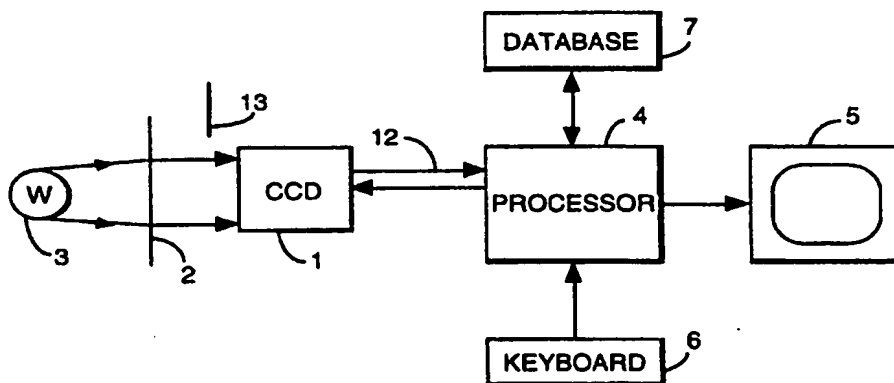 DATABASE 7
13
12
4
5
W
CCD
PROCESSOR
3
2
1
KEYBOARD 6